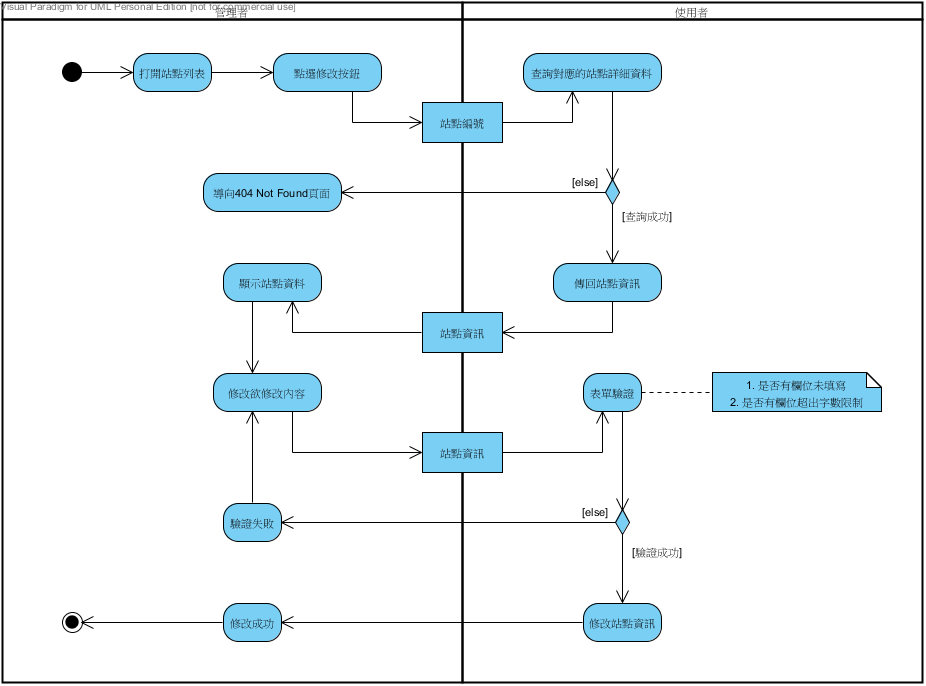 Visual Paradigm for UML Personal Edition [not for commercial use]
管理者
使用者
打開站點列表
點選修改按鈕
查詢對應的站點詳細資料
站點編號
[else]
導向404 Not Found頁面
[查詢成功]
顯示站點資料
傳回站點資訊
站點資訊
修改欲修改內容
表單驗證
1. 是否有欄位未填寫
2. 是否有欄位超出字數限制
站點資訊
[else]
驗證失敗
[驗證成功]
修改成功
修改站點資訊